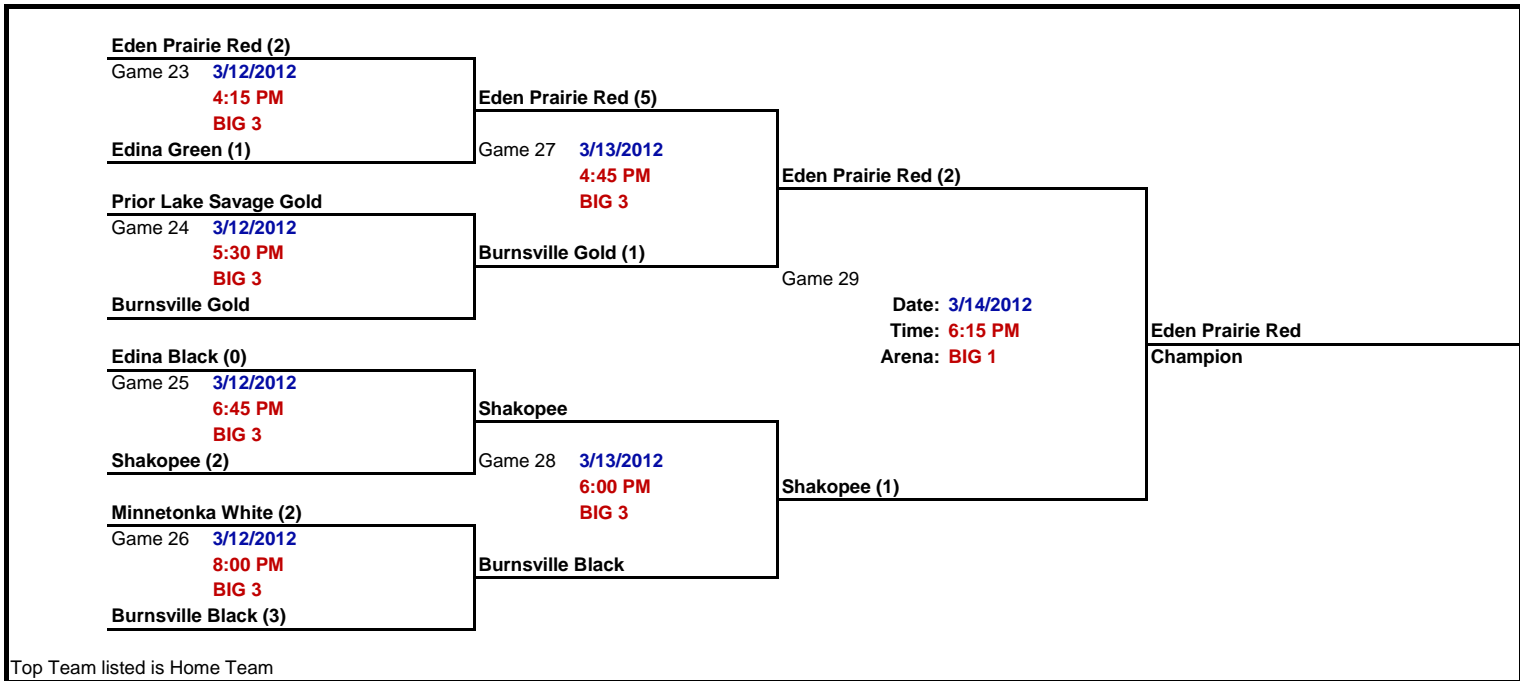 Eden Prairie Red (2)
Game 23 3/12/2012
4:15 PM
BIG 3
Edina Green (1)
Prior Lake Savage Gold
Game 24 3/12/2012
5:30 PM
BIG 3
Burnsville Gold
Edina Black (0)
Game 25 3/12/2012
6:45 PM
BIG 3
Shakopee (2)
Minnetonka White (2)
Game 26 3/12/2012
8:00 PM
BIG 3
Burnsville Black (3)
Eden Prairie Red (5)
Game 27 3/13/2012
4:45 PM
BIG 3
Burnsville Gold (1)
Shakopee
Game 28 3/13/2012
6:00 PM
BIG 3
Burnsville Black
Eden Prairie Red (2)
Game 29
Date: 3/14/2012
Time: 6:15 PM
Arena: BIG 1
Shakopee (1)
Eden Prairie Red
Champion
Top Team listed is Home Team